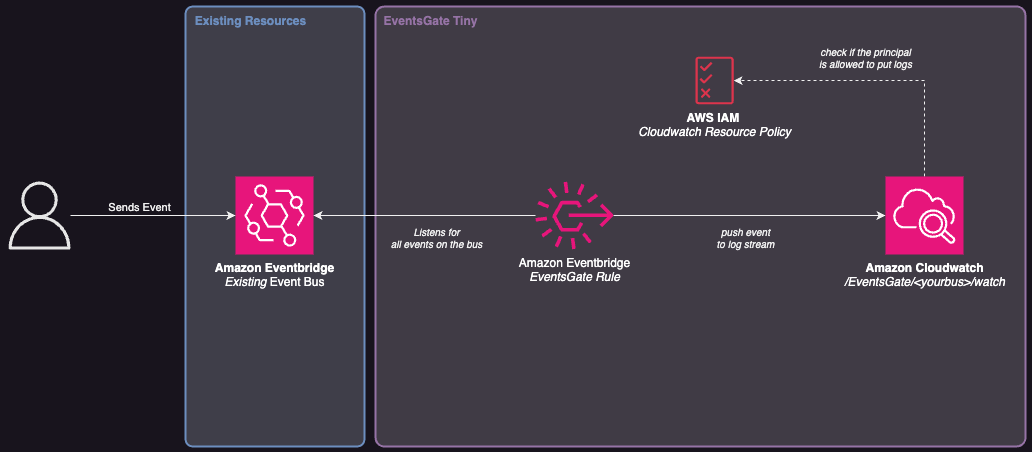 Existing Resources
EventsGate Tiny
check if the principal
is allowed to put logs
AWS IAM
Cloudwatch Resource Policy
Sends Event
Listens for
all events on the bus
push event
to log stream
Amazon Eventbridge
Existing Event Bus
Amazon Eventbridge
EventsGate Rule
Amazon Cloudwatch
/EventsGate/<yourbus>/watch